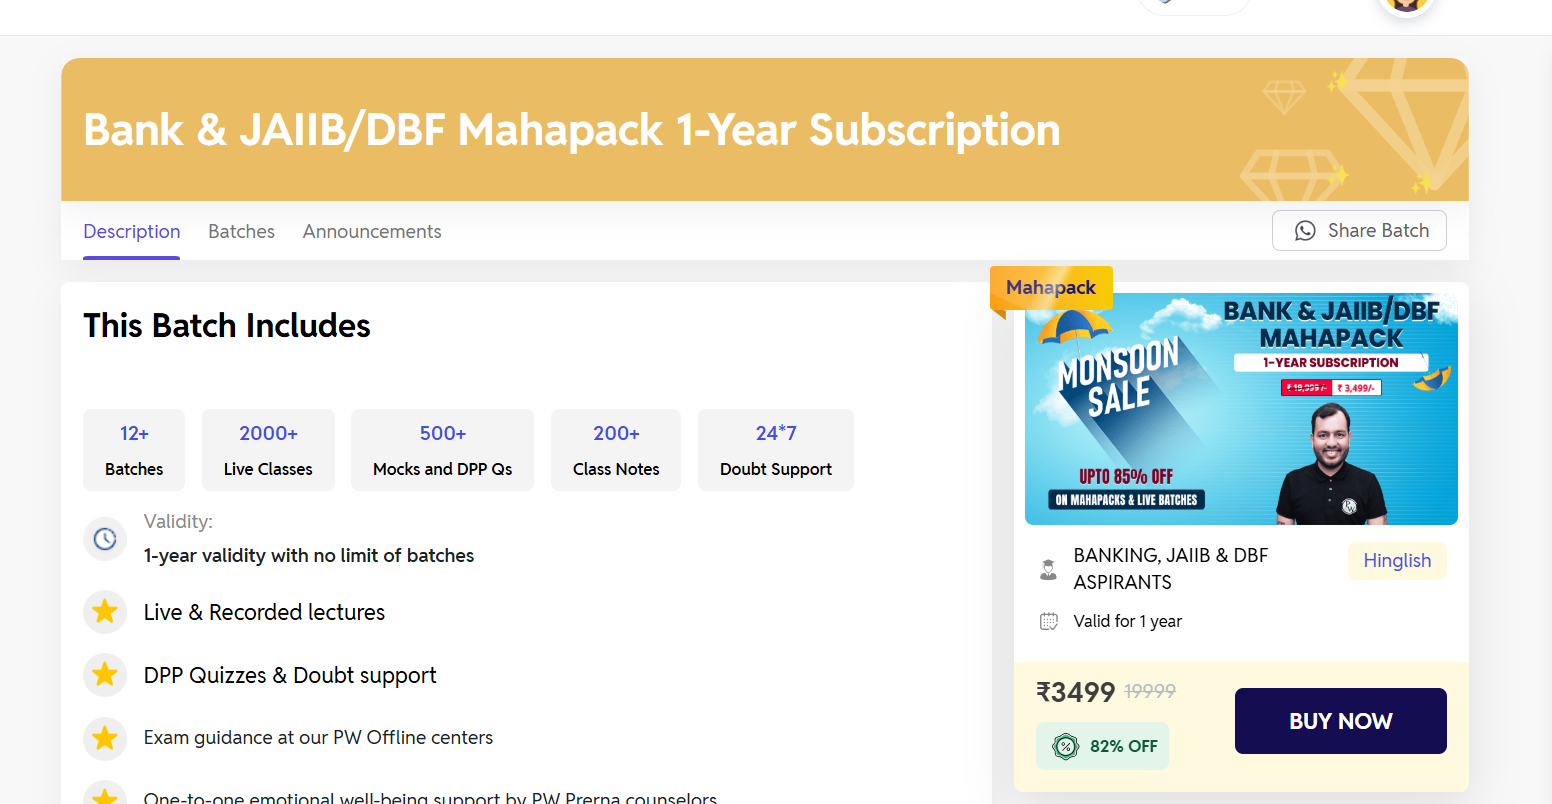 Bank & JAIIB/DBF Mahapack 1-Year Subscription
Description
Batches
Announcements
Share Batch
This Batch Includes
12+
Batches
2000+
Live Classes
500+
Mocks and DPP Qs
200+
Class Notes
24*7
Doubt Support
Validity:
1-year validity with no limit of batches
Live & Recorded lectures
DPP Quizzes & Doubt support
Exam guidance at our PW Offline centers
One-to-one emotional well-being support by PW Prerna counselors
Mahapack
BANK & JAIIB/DBF
MAHAPACK
1-YEAR SUBSCRIPTION
₹ 19,999/- ₹ 3,499/-
MONSOON
SALE
UPTO 85% OFF
ON MAHAPACKS & LIVE BATCHES
PW
BANKING, JAIIB & DBF
ASPIRANTS
Hinglish
Valid for 1 year
₹3499 19999
82% OFF
BUY NOW